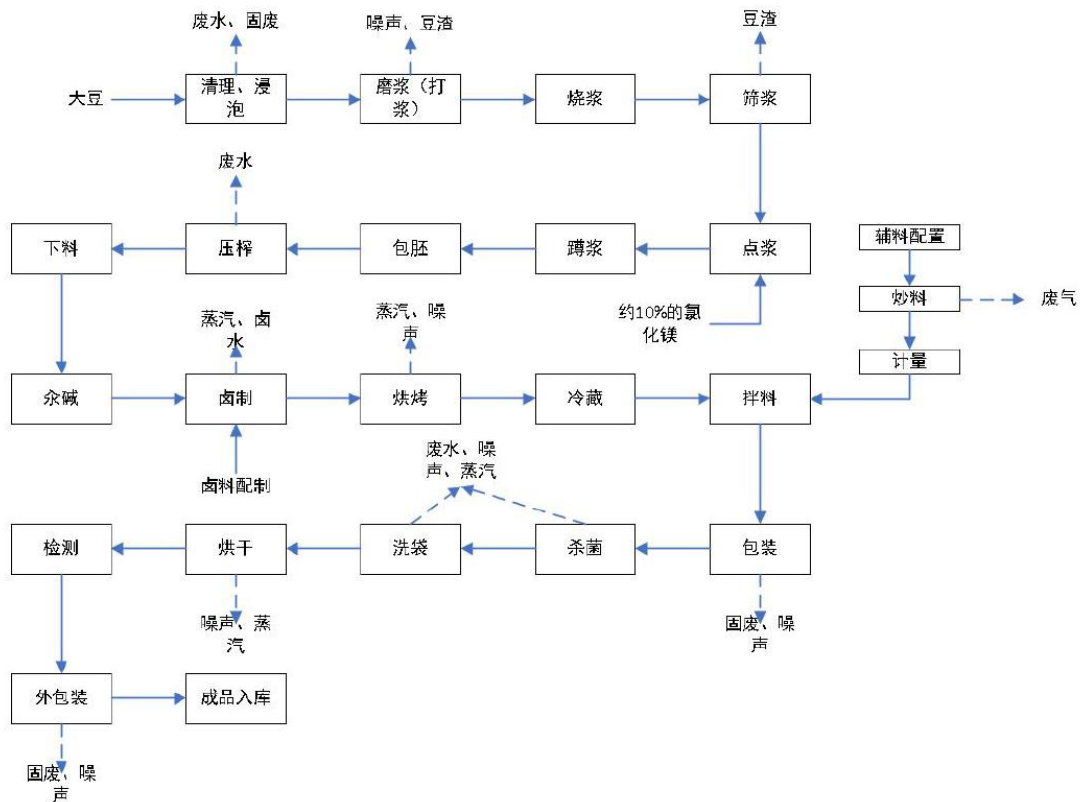 废水、固废
噪声、豆渣
豆渣
大豆
清理、浸
泡
磨浆（打
浆）
烧浆
筛浆
废水
下料
压榨
包胚
蹲浆
点浆
辅料配置
炒料
废气
约10%的氯
化镁
计量
蒸汽、卤
水
蒸汽、噪
声
氽碱
卤制
烘烤
冷藏
拌料
卤料配制
废水、噪
声、蒸汽
检测
烘干
洗袋
杀菌
包装
噪声、蒸
汽
固废、噪
声
外包装
成品入库
固废、噪
声